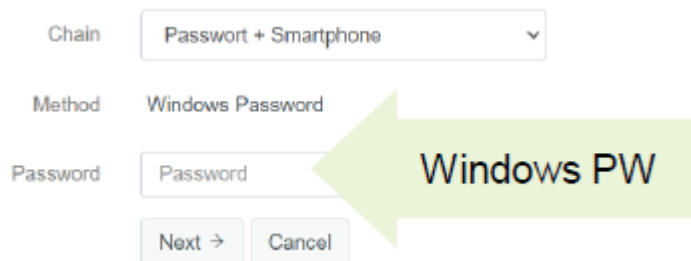 Chain Passwort + Smartphone
Method Windows Password
Password Password
Windows PW
Next → Cancel